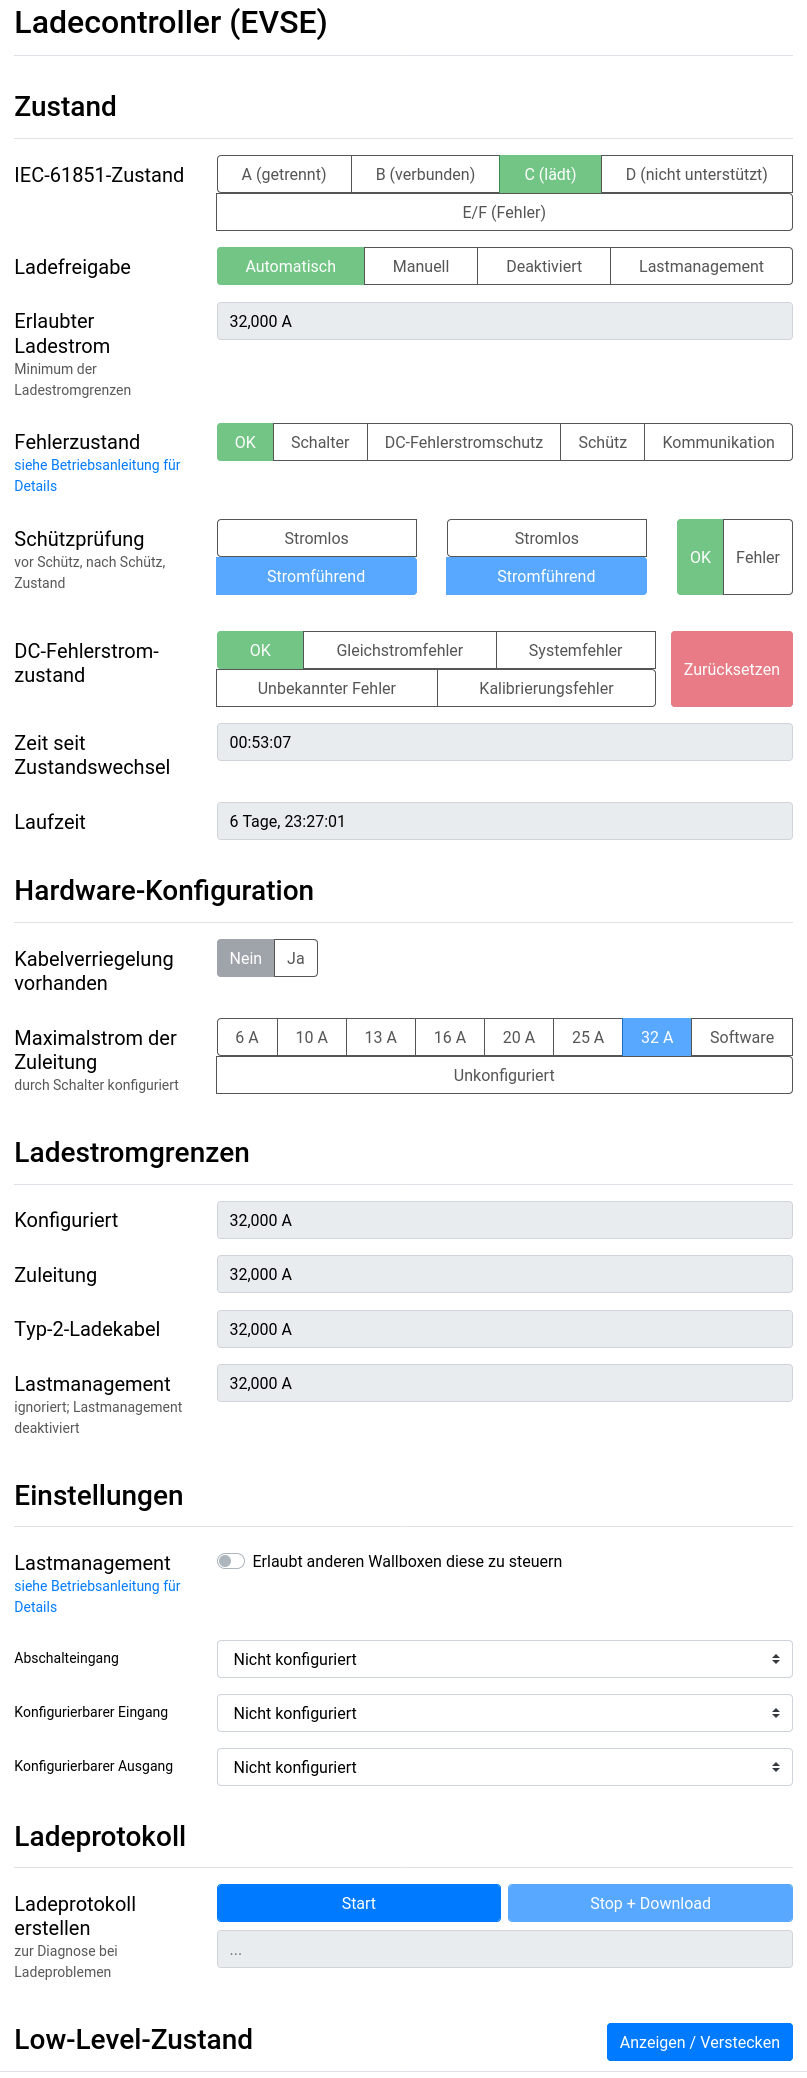 Ladecontroller (EVSE)
Zustand
IEC-61851-Zustand
A (getrennt)
B (verbunden)
C (lädt)
D (nicht unterstützt)
E/F (Fehler)
Ladefreigabe
Automatisch
Manuell
Deaktiviert
Lastmanagement
Erlaubter
Ladestrom
Minimum der
Ladestromgrenzen
32,000 A
Fehlerzustand
siehe Betriebsanleitung für
Details
OK
Schalter
DC-Fehlerstromschutz
Schütz
Kommunikation
Schützprüfung
vor Schütz, nach Schütz,
Zustand
Stromlos
Stromführend
Stromlos
Stromführend
OK
Fehler
DC-Fehlerstrom-
zustand
OK
Gleichstromfehler
Systemfehler
Unbekannter Fehler
Kalibrierungsfehler
Zurücksetzen
Zeit seit
Zustandswechsel
00:53:07
Laufzeit
6 Tage, 23:27:01
Hardware-Konfiguration
Kabelverriegelung
vorhanden
Nein
Ja
Maximalstrom der
Zuleitung
durch Schalter konfiguriert
6 A
10 A
13 A
16 A
20 A
25 A
32 A
Software
Unkonfiguriert
Ladestromgrenzen
Konfiguriert
32,000 A
Zuleitung
32,000 A
Typ-2-Ladekabel
32,000 A
Lastmanagement
ignoriert; Lastmanagement
deaktiviert
32,000 A
Einstellungen
Lastmanagement
siehe Betriebsanleitung für
Details
Erlaubt anderen Wallboxen diese zu steuern
Abschalteingang
Nicht konfiguriert
Konfigurierbarer Eingang
Nicht konfiguriert
Konfigurierbarer Ausgang
Nicht konfiguriert
Ladeprotokoll
Ladeprotokoll
erstellen
zur Diagnose bei
Ladeproblemen
Start
Stop + Download
...
Low-Level-Zustand
Anzeigen / Verstecken